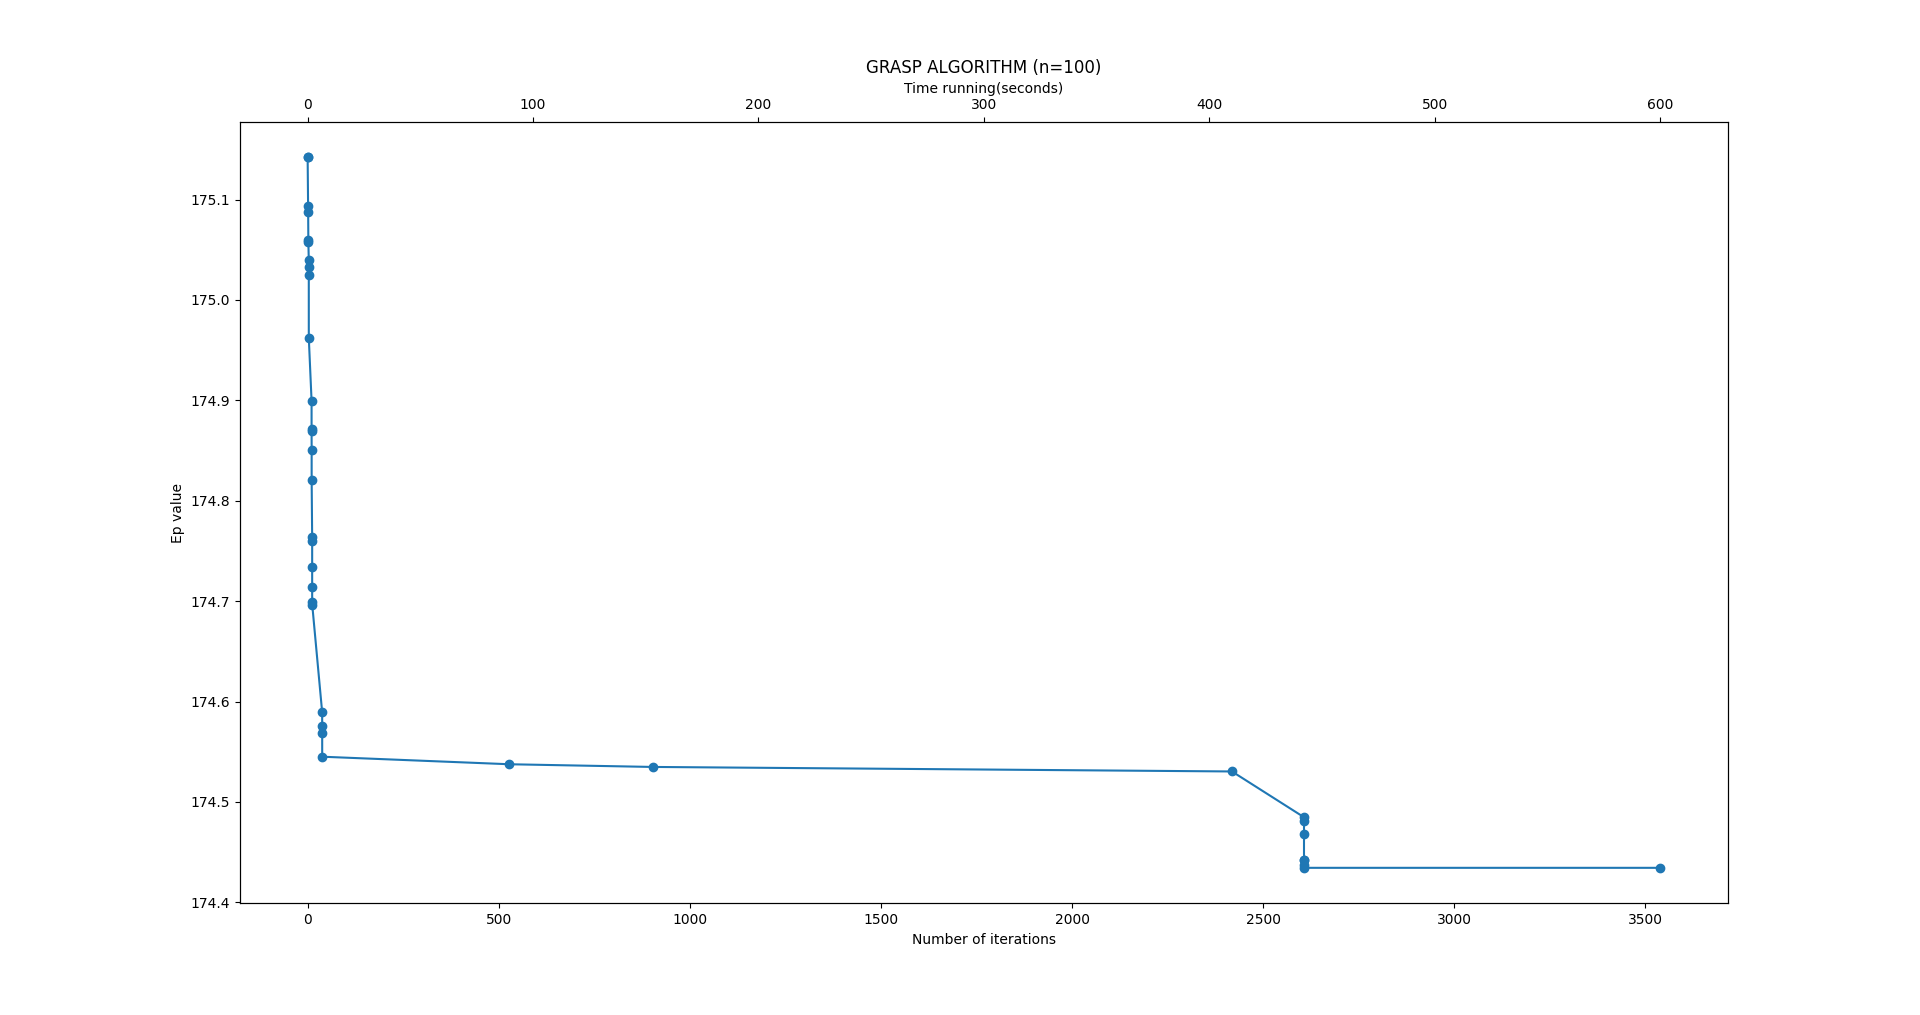 GRASP ALGORITHM (n=100)
Time running(seconds)
0 100 200 300 400 500 600
175.1
175.0
174.9
174.8
174.7
174.6
174.5
174.4
Ep value
0 500 1000 1500 2000 2500 3000 3500
Number of iterations